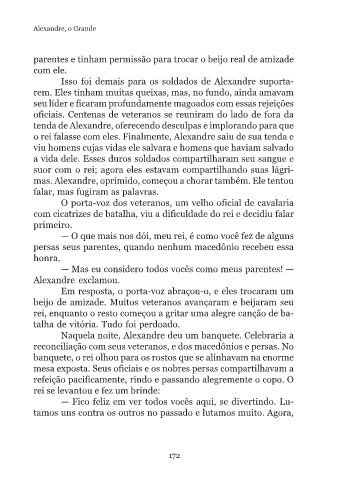 Alexandre, o Grande
parentes e tinham permissão para trocar o beijo real de amizade
com ele.
Isso foi demais para os soldados de Alexandre suporta-
rem. Eles tinham muitas queixas, mas, no fundo, ainda amavam
seu líder e ficaram profundamente magoados com essas rejeições
oficiais. Centenas de veteranos se reuniram do lado de fora da
tenda de Alexandre, oferecendo desculpas e implorando para que
o rei falasse com eles. Finalmente, Alexandre saiu de sua tenda e
viu homens cujas vidas ele salvara e homens que haviam salvado
a vida dele. Esses duros soldados compartilharam seu sangue e
suor com o rei; agora eles estavam compartilhando suas lágri-
mas. Alexandre, oprimido, começou a chorar também. Ele tentou
falar, mas fugiram as palavras.
O porta-voz dos veteranos, um velho oficial de cavalaria
com cicatrizes de batalha, viu a dificuldade do rei e decidiu falar
primeiro.
— O que mais nos dói, meu rei, é como você fez de alguns
persas seus parentes, quando nenhum macedônio recebeu essa
honra.
— Mas eu considero todos vocês como meus parentes! —
Alexandre exclamou.
Em resposta, o porta-voz abraçou-o, e eles trocaram um
beijo de amizade. Muitos veteranos avançaram e beijaram seu
rei, enquanto o resto começou a gritar uma alegre canção de ba-
talha de vitória. Tudo foi perdoado.
Naquela noite, Alexandre deu um banquete. Celebraria a
reconciliação com seus veteranos, e dos macedônios e persas. No
banquete, o rei olhou para os rostos que se alinhavam na enorme
mesa exposta. Seus oficiais e os nobres persas compartilhavam a
refeição pacificamente, rindo e passando alegremente o copo. O
rei se levantou e fez um brinde:
— Fico feliz em ver todos vocês aqui, se divertindo. Lu-
tamos uns contra os outros no passado e lutamos muito. Agora,
172